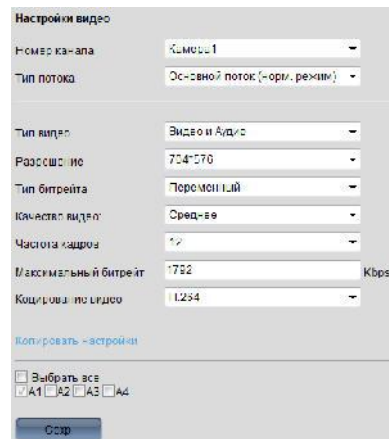 Настройки видео
Номер канала Камера1
Тип потока Основной поток (норм. режим)
Тип видео Видео и Аудио
Разрешение 704*576
Тип битрейта Переменный
Качество видео: Среднее
Частота кадров 12
Максимальный битрейт 1792 Kbps
Кодирование видео H.264
Копировать настройки
Выбрать все
A1 A2 A3 A4
Сохр